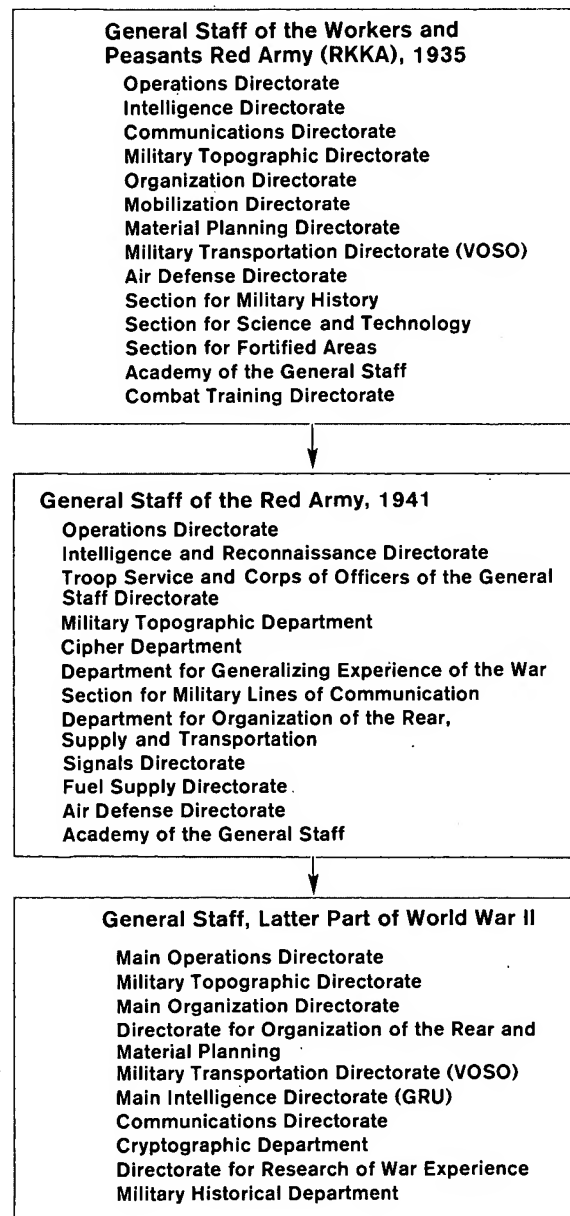 General Staff of the Workers and
Peasants Red Army (RKKA), 1935
Operations Directorate
Intelligence Directorate
Communications Directorate
Military Topographic Directorate
Organization Directorate
Mobilization Directorate
Material Planning Directorate
Military Transportation Directorate (VOSO)
Air Defense Directorate
Section for Military History
Section for Science and Technology
Section for Fortified Areas
Academy of the General Staff
Combat Training Directorate
General Staff of the Red Army, 1941
Operations Directorate
Intelligence and Reconnaissance Directorate
Troop Service and Corps of Officers of the General
Staff Directorate
Military Topographic Department
Cipher Department
Department for Generalizing Experience of the War
Section for Military Lines of Communication
Department for Organization of the Rear,
Supply and Transportation
Signals Directorate
Fuel Supply Directorate
Air Defense Directorate
Academy of the General Staff
General Staff, Latter Part of World War II
Main Operations Directorate
Military Topographic Directorate
Main Organization Directorate
Directorate for Organization of the Rear and
Material Planning
Military Transportation Directorate (VOSO)
Main Intelligence Directorate (GRU)
Communications Directorate
Cryptographic Department
Directorate for Research of War Experience
Military Historical Department